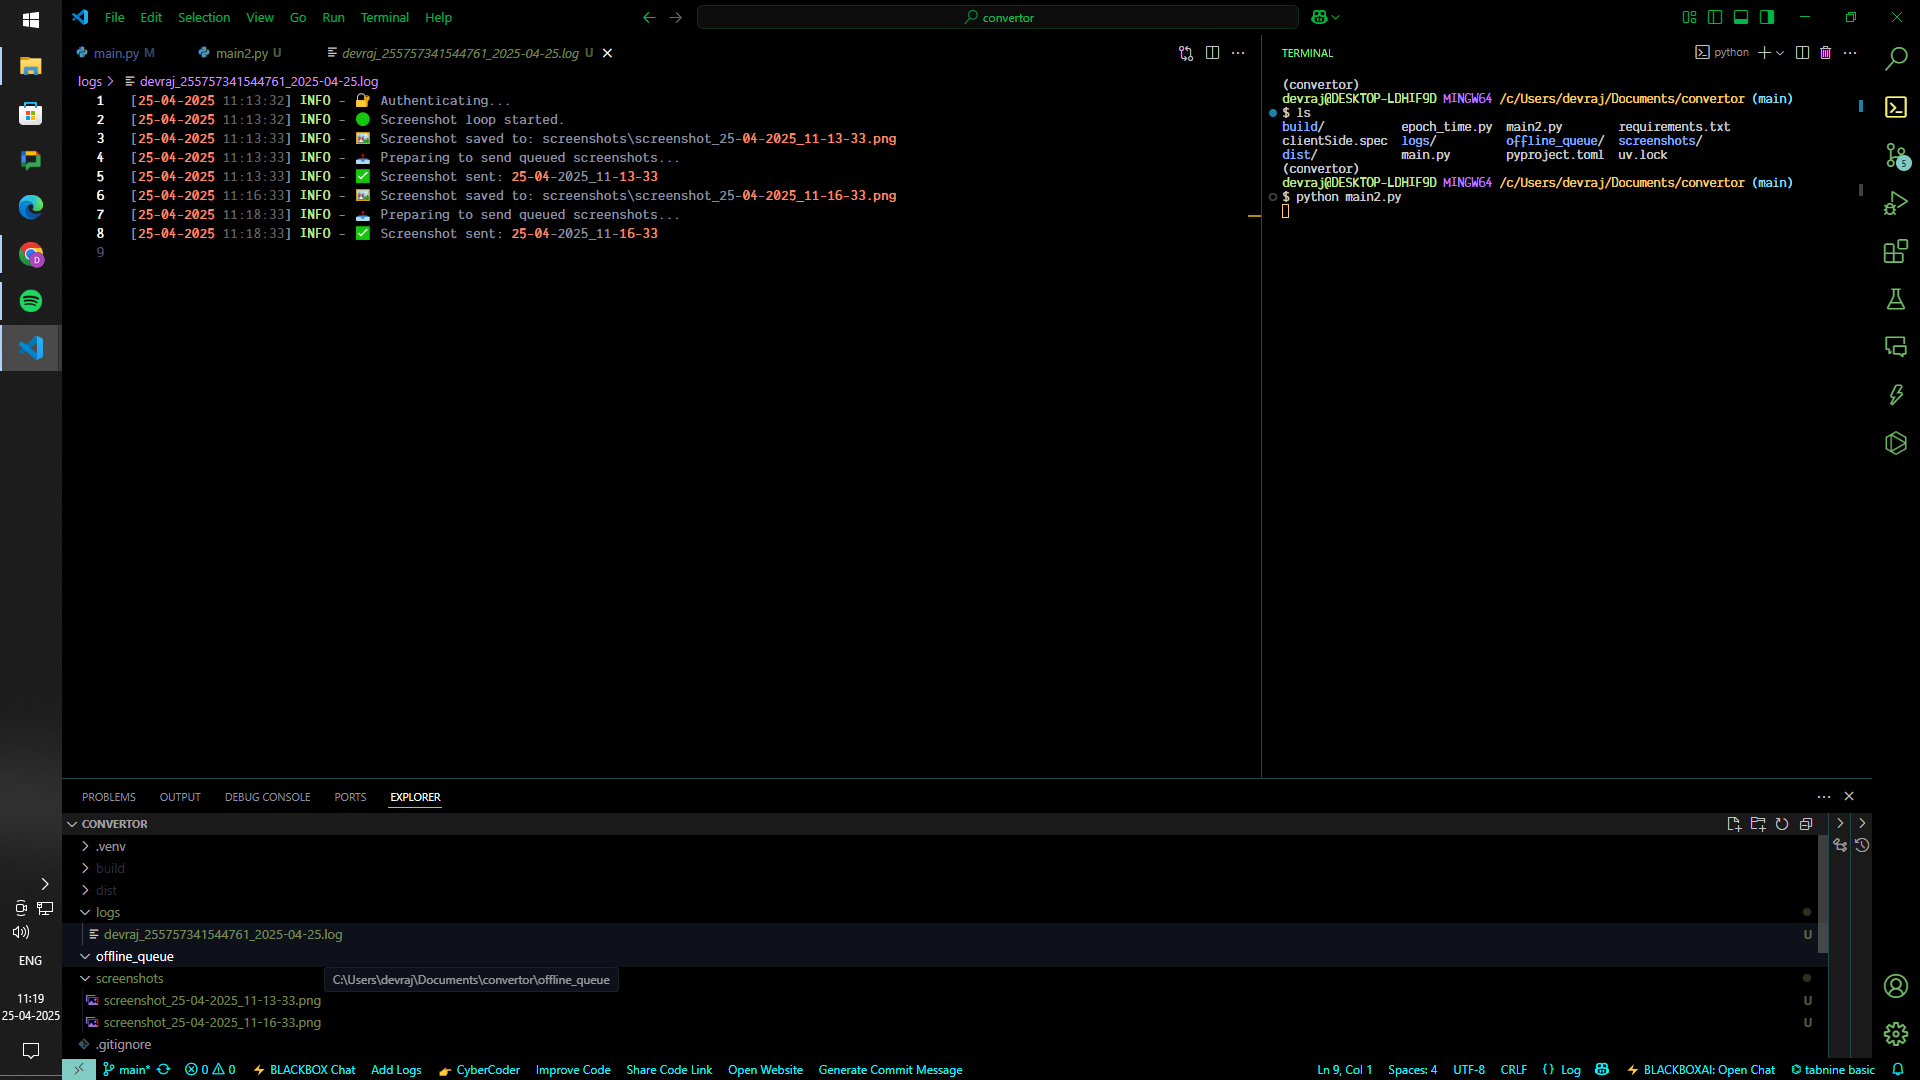 File Edit Selection View Go Run Terminal Help
convertor
main.py M
main2.py U
devraj_255757341544761_2025-04-25.log U
logs > devraj_255757341544761_2025-04-25.log
1 [25-04-2025 11:13:32] INFO - 🔐 Authenticating...
2 [25-04-2025 11:13:32] INFO - 🟢 Screenshot loop started.
3 [25-04-2025 11:13:33] INFO - 🖼️ Screenshot saved to: screenshots\screenshot_25-04-2025_11-13-33.png
4 [25-04-2025 11:13:33] INFO - 📤 Preparing to send queued screenshots...
5 [25-04-2025 11:13:33] INFO - ✅ Screenshot sent: 25-04-2025_11-13-33
6 [25-04-2025 11:16:33] INFO - 🖼️ Screenshot saved to: screenshots\screenshot_25-04-2025_11-16-33.png
7 [25-04-2025 11:18:33] INFO - 📤 Preparing to send queued screenshots...
8 [25-04-2025 11:18:33] INFO - ✅ Screenshot sent: 25-04-2025_11-16-33
9
TERMINAL
python
(convertor)
devraj@DESKTOP-LDHIF9D MINGW64 /c/Users/devraj/Documents/convertor (main)
$ ls
build/ epoch_time.py main2.py requirements.txt
clientSide.spec logs/ offline_queue/ screenshots/
dist/ main.py pyproject.toml uv.lock
(convertor)
devraj@DESKTOP-LDHIF9D MINGW64 /c/Users/devraj/Documents/convertor (main)
$ python main2.py
5
D
PROBLEMS OUTPUT DEBUG CONSOLE PORTS EXPLORER
CONVERTOR
.venv
build
dist
logs
devraj_255757341544761_2025-04-25.log U
offline_queue
screenshots
C:\Users\devraj\Documents\convertor\offline_queue
screenshot_25-04-2025_11-13-33.png U
screenshot_25-04-2025_11-16-33.png U
.gitignore
ENG
11:19
25-04-2025
main* 0 0 BLACKBOX Chat Add Logs CyberCoder Improve Code Share Code Link Open Website Generate Commit Message
Ln 9, Col 1 Spaces: 4 UTF-8 CRLF {} Log BLACKBOXAI: Open Chat tabnine basic